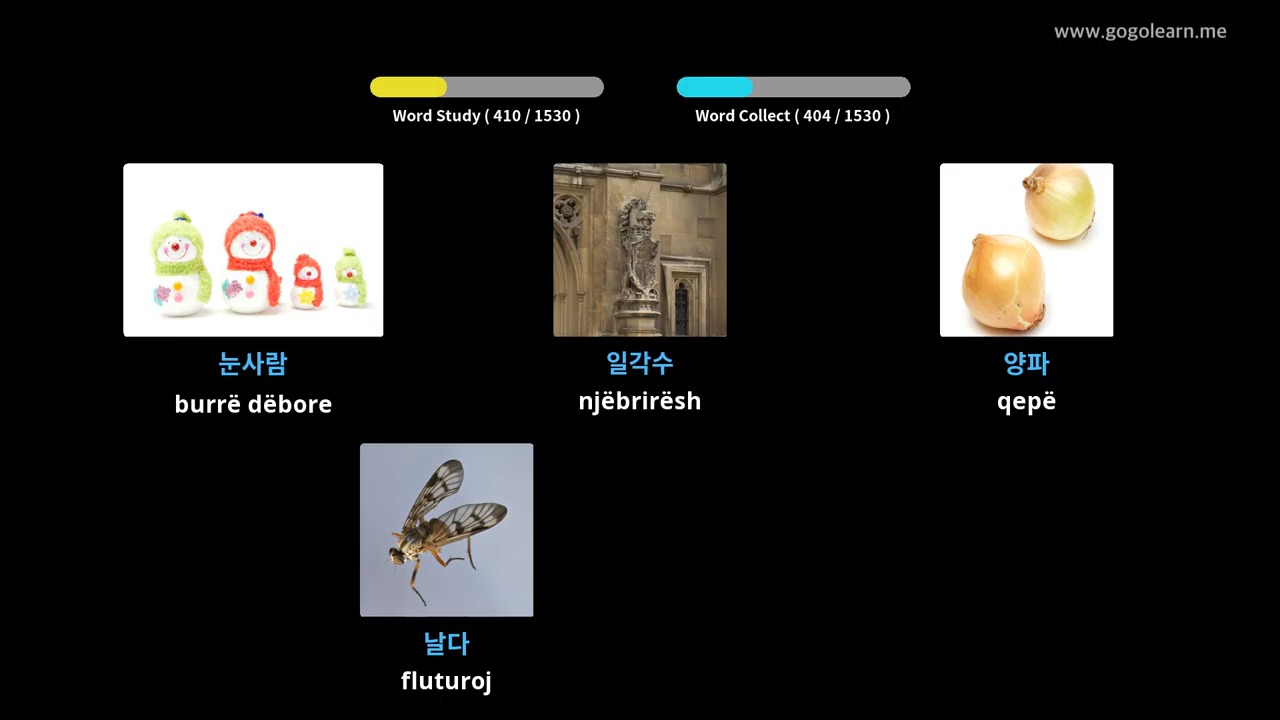 www.gogolearn.me
Word Study ( 410 / 1530 )
Word Collect ( 404 / 1530 )
눈사람
burrë dëbore
일각수
njëbrirësh
양파
qepë
날다
fluturoj